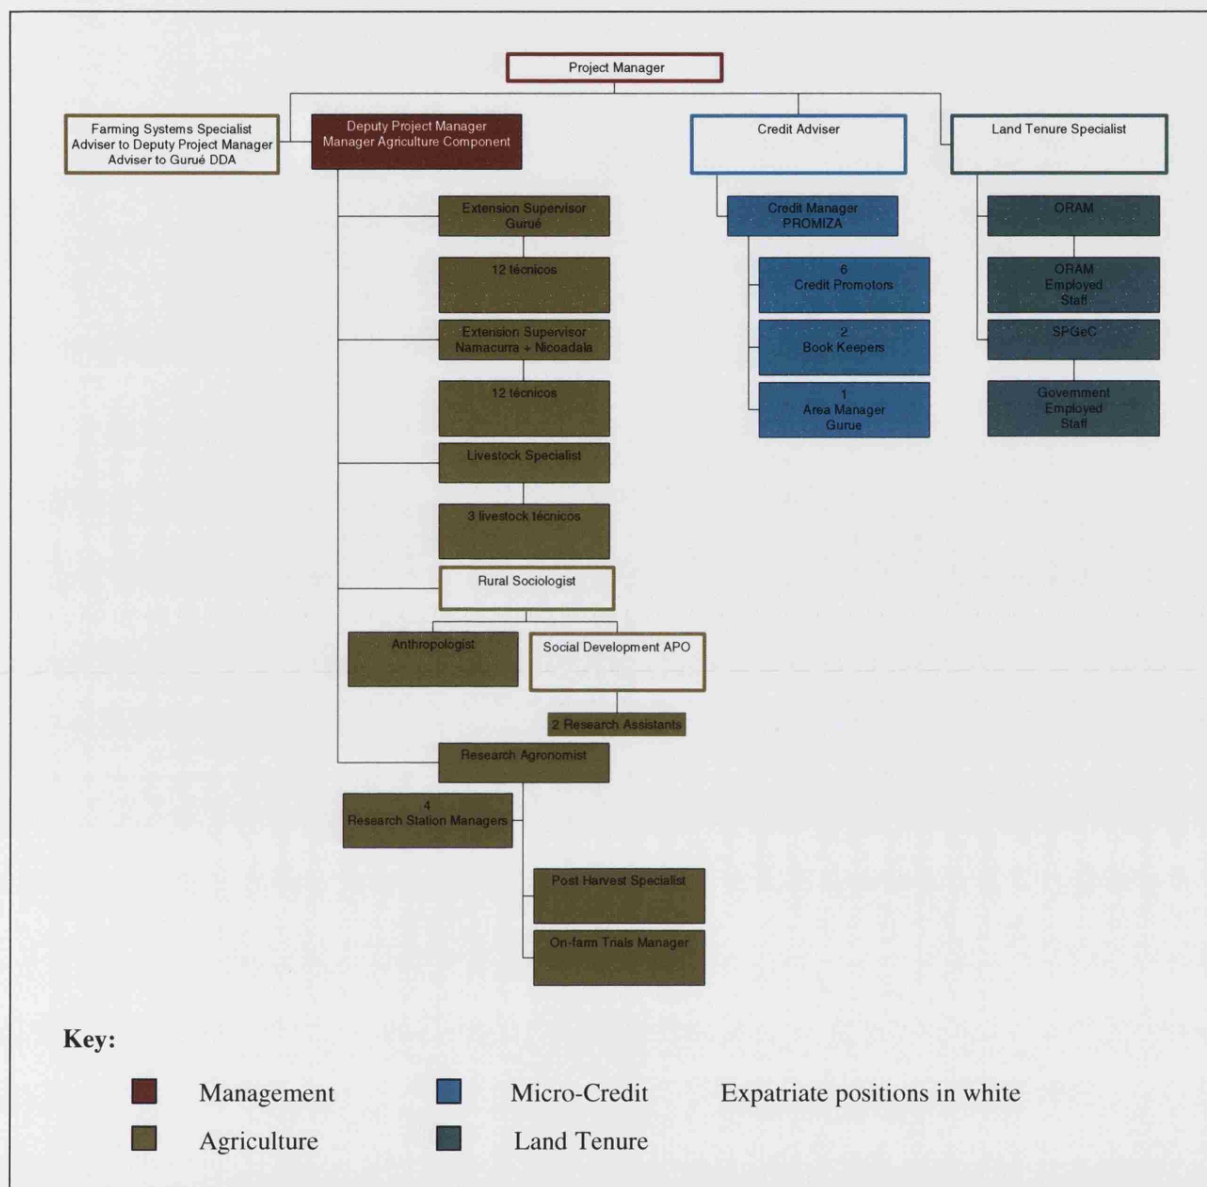 Project Manager
Farming Systems Specialist
Adviser to Deputy Project Manager
Adviser to Gurué DDA
Deputy Project Manager
Manager Agriculture Component
Credit Adviser
Land Tenure Specialist
Extension Supervisor
Gurué
12 técnicos
Extension Supervisor
Namacurra + Nicoadala
12 técnicos
Livestock Specialist
3 livestock técnicos
Rural Sociologist
Anthropologist
Social Development APO
2 Research Assistants
Research Agronomist
4
Research Station Managers
Post Harvest Specialist
On-farm Trials Manager
Credit Manager
PROMIZA
6
Credit Promotors
2
Book Keepers
1
Area Manager
Gurue
ORAM
ORAM
Employed
Staff
SPGeC
Government
Employed
Staff
Key:
Management
Micro-Credit
Expatriate positions in white
Agriculture
Land Tenure